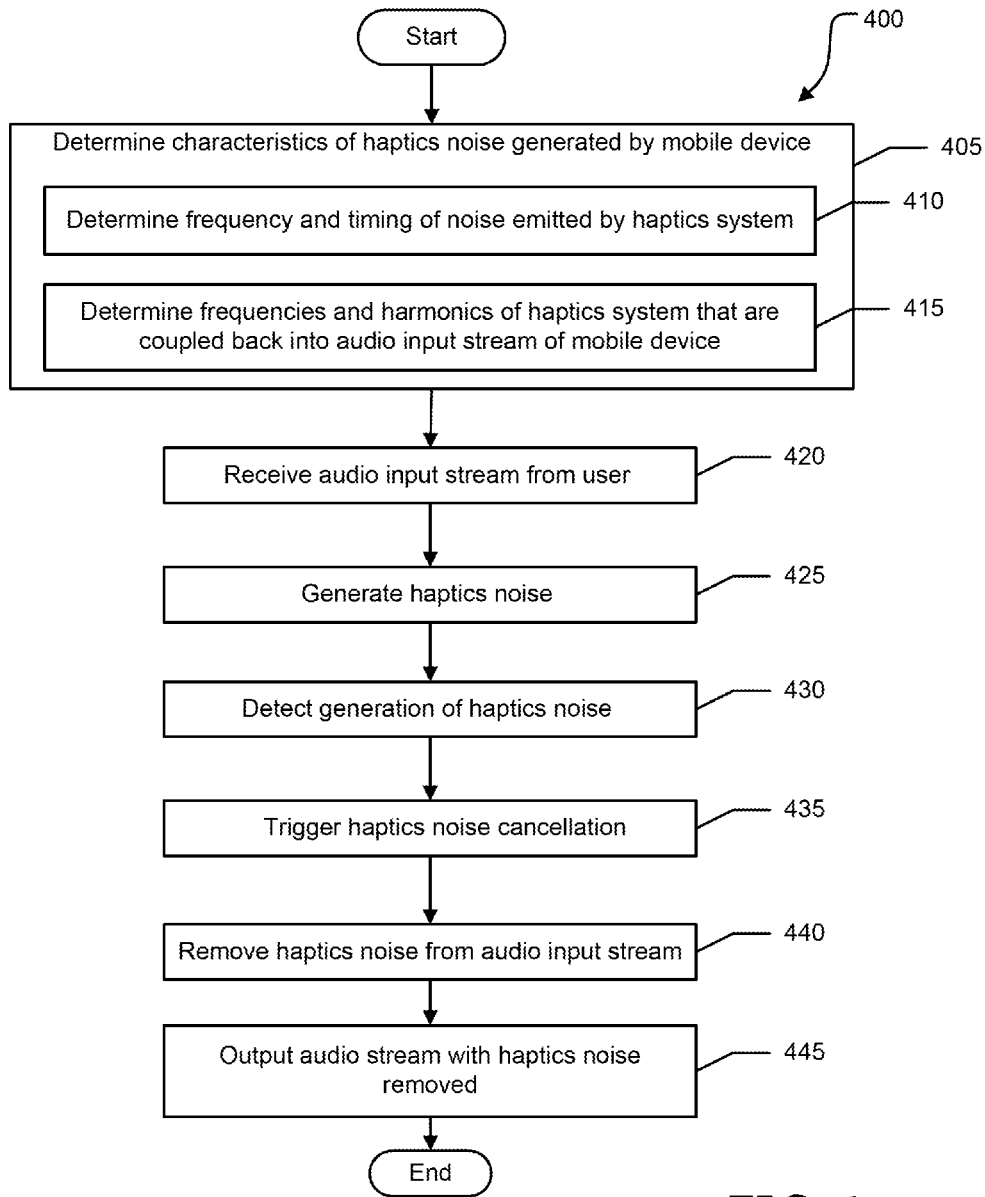 Start
400
Determine characteristics of haptics noise generated by mobile device
405
Determine frequency and timing of noise emitted by haptics system
410
Determine frequencies and harmonics of haptics system that are
coupled back into audio input stream of mobile device
415
Receive audio input stream from user
420
Generate haptics noise
425
Detect generation of haptics noise
430
Trigger haptics noise cancellation
435
Remove haptics noise from audio input stream
440
Output audio stream with haptics noise
removed
445
End